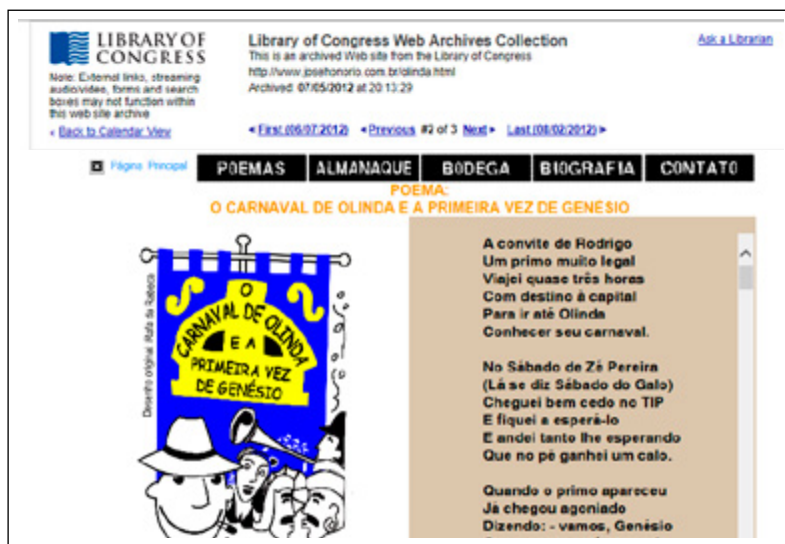 LIBRARY OF
CONGRESS
Note: External links, streaming
audio/video, forms and search
boxes may not function within
this web site archive
‹ Back to Calendar View
Library of Congress Web Archives Collection
This is an archived Web site from the Library of Congress
http://www.josehonorio.com.br/olinda.html
Archived: 07/05/2012 at 20:13:29
◄ First (06/07/2012) ◄ Previous #2 of 3 Next ► Last (08/02/2012) ►
Ask a Librarian
Página Principal POEMAS ALMANAQUE BODEGA BIOGRAFIA CONTATO
POEMA:
O CARNAVAL DE OLINDA E A PRIMEIRA VEZ DE GENÉSIO
O
CARNAVAL DE OLINDA
E A
PRIMEIRA VEZ
DE GENÉSIO
Desenho original: Mafa da Rabeca
A convite de Rodrigo
Um primo muito legal
Viajei quase três horas
Com destino à capital
Para ir até Olinda
Conhecer seu carnaval.
No Sábado de Zé Pereira
(Lá se diz Sábado do Galo)
Cheguei bem cedo no TIP
E fiquei a esperá-lo
E andei tanto lhe esperando
Que no pé ganhei um calo.
Quando o primo apareceu
Já chegou agoniado
Dizendo: - vamos, Genésio